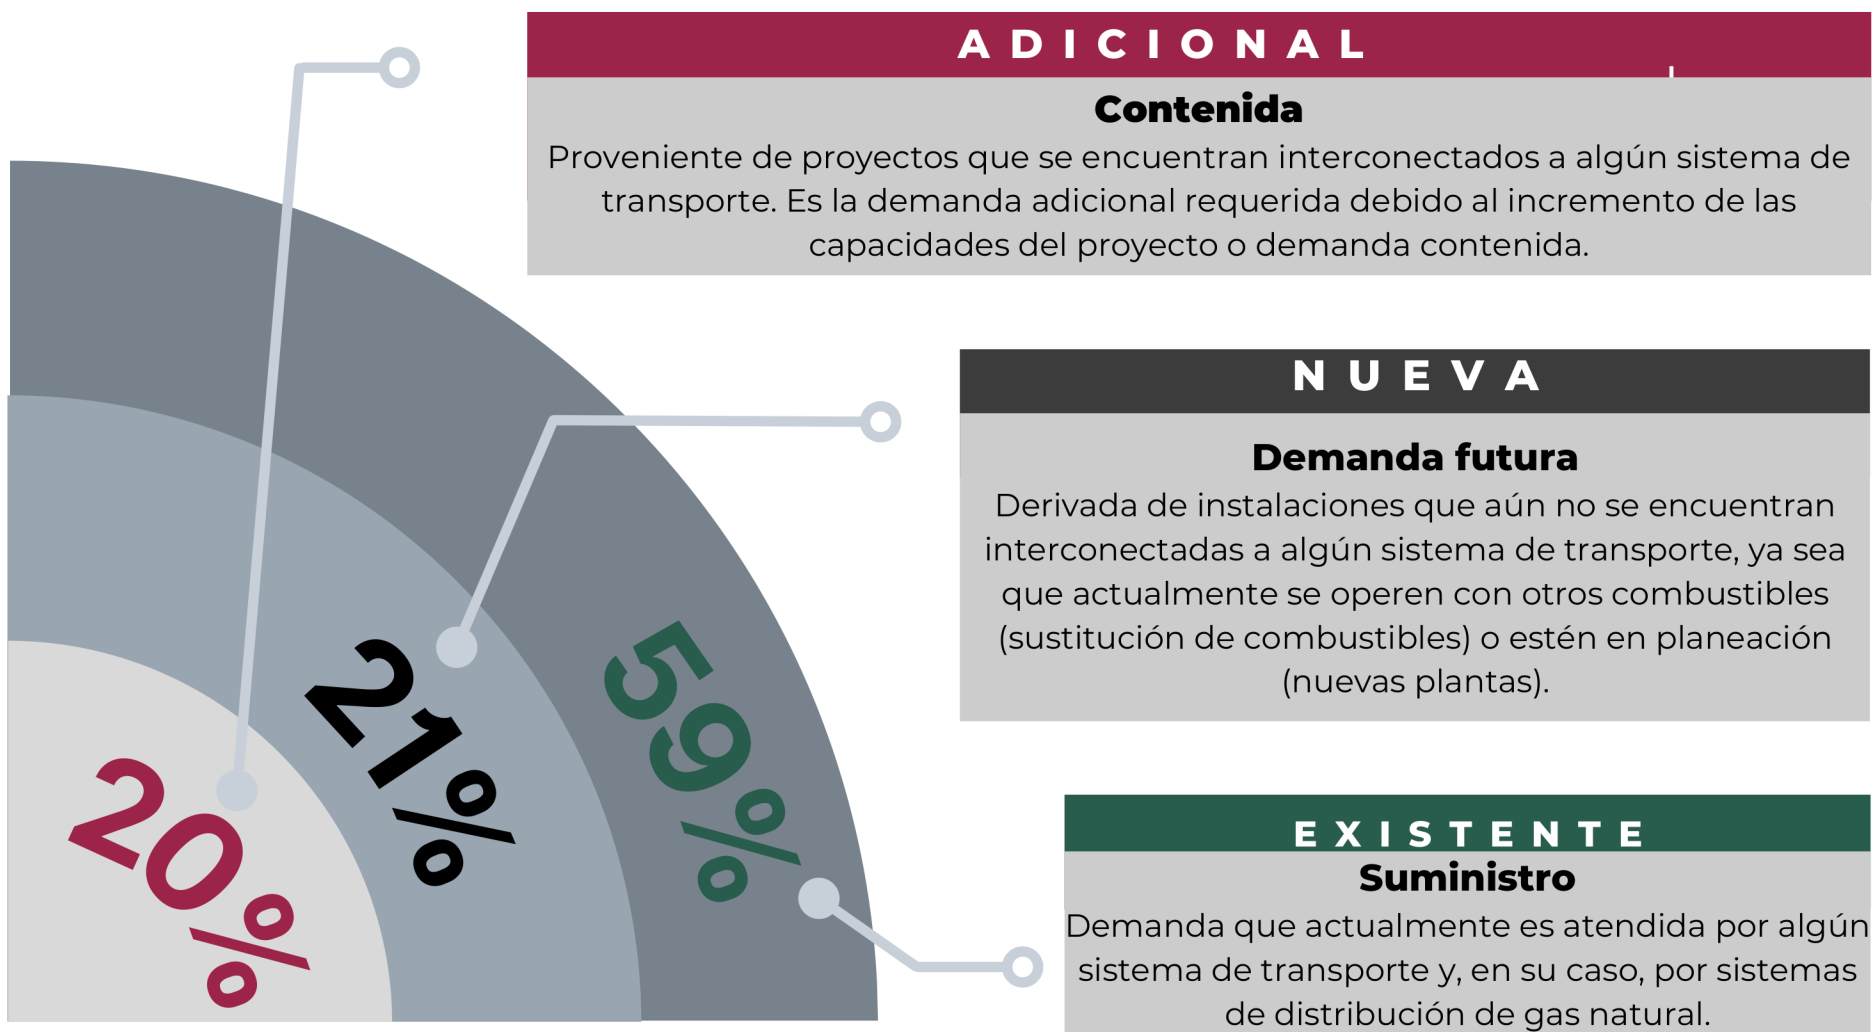 ADICIONAL
Contenida
Proveniente de proyectos que se encuentran interconectados a algún sistema de
transporte. Es la demanda adicional requerida debido al incremento de las
capacidades del proyecto o demanda contenida.
NUEVA
Demanda futura
Derivada de instalaciones que aún no se encuentran
interconectadas a algún sistema de transporte, ya sea
que actualmente se operen con otros combustibles
(sustitución de combustibles) o estén en planeación
(nuevas plantas).
EXISTENTE
Suministro
Demanda que actualmente es atendida por algún
sistema de transporte y, en su caso, por sistemas
de distribución de gas natural.
20%
21%
59%